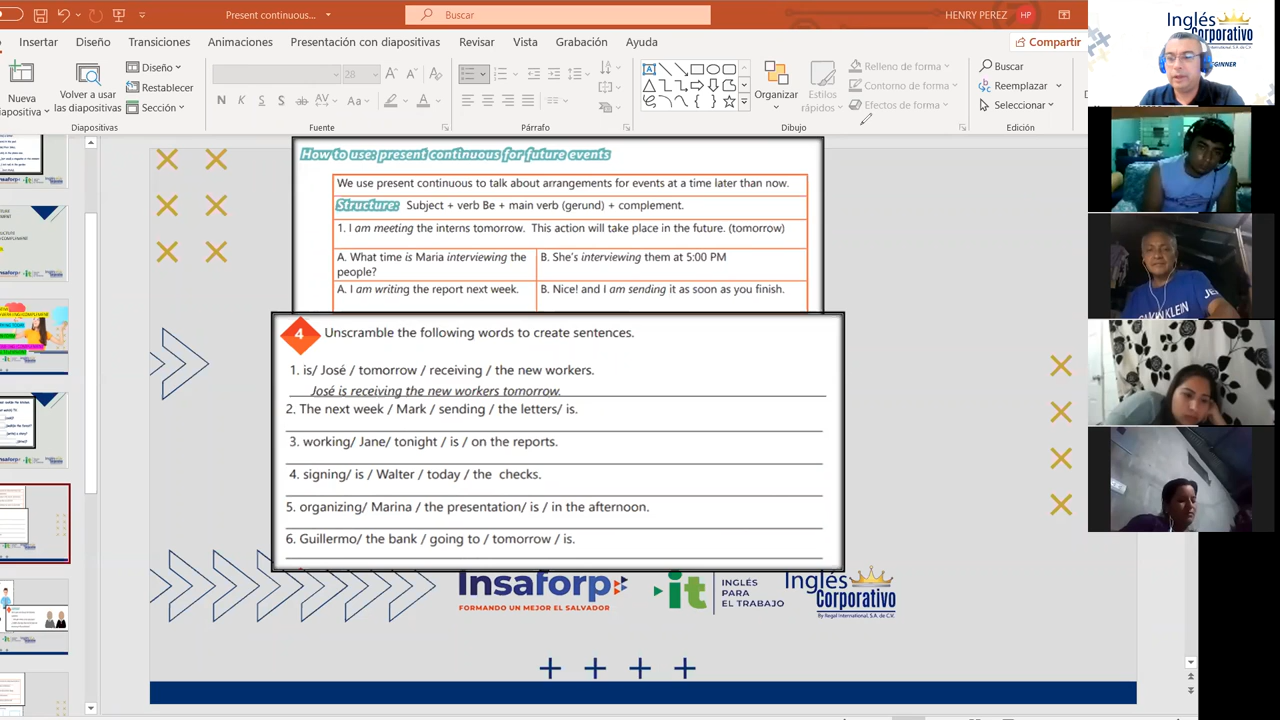 Present continuous...
Buscar
HENRY PEREZ
HP
Insertar
Diseño
Transiciones
Animaciones
Presentación con diapositivas
Revisar
Vista
Grabación
Ayuda
Compartir
Nueva diapositiva
Volver a usar las diapositivas
Diseño
Restablecer
Sección
Diapositivas
28
N K S S ab AV Aa
Fuente
Párrafo
Organizar
Estilos rápidos
Relleno de forma
Contorno de forma
Efectos de forma
Dibujo
Buscar
Reemplazar
Seleccionar
Edición
Inglés
Corporativo
How to use: present continuous for future events
We use present continuous to talk about arrangements for events at a time later than now.
Structure: Subject + verb Be + main verb (gerund) + complement.
1. I am meeting the interns tomorrow. This action will take place in the future. (tomorrow)
A. What time is Maria interviewing the people?
B. She's interviewing them at 5:00 PM
A. I am writing the report next week.
B. Nice! and I am sending it as soon as you finish.
4 Unscramble the following words to create sentences.
1. is/ José / tomorrow / receiving / the new workers.
José is receiving the new workers tomorrow.
2. The next week / Mark / sending / the letters/ is.
3. working/ Jane/ tonight / is / on the reports.
4. signing/ is / Walter / today / the checks.
5. organizing/ Marina / the presentation/ is / in the afternoon.
6. Guillermo/ the bank / going to / tomorrow / is.
Insaforp
FORMANDO UN MEJOR EL SALVADOR
it
INGLÉS
PARA
EL TRABAJO
Inglés
Corporativo
By Regal International, S.A. de C.V.